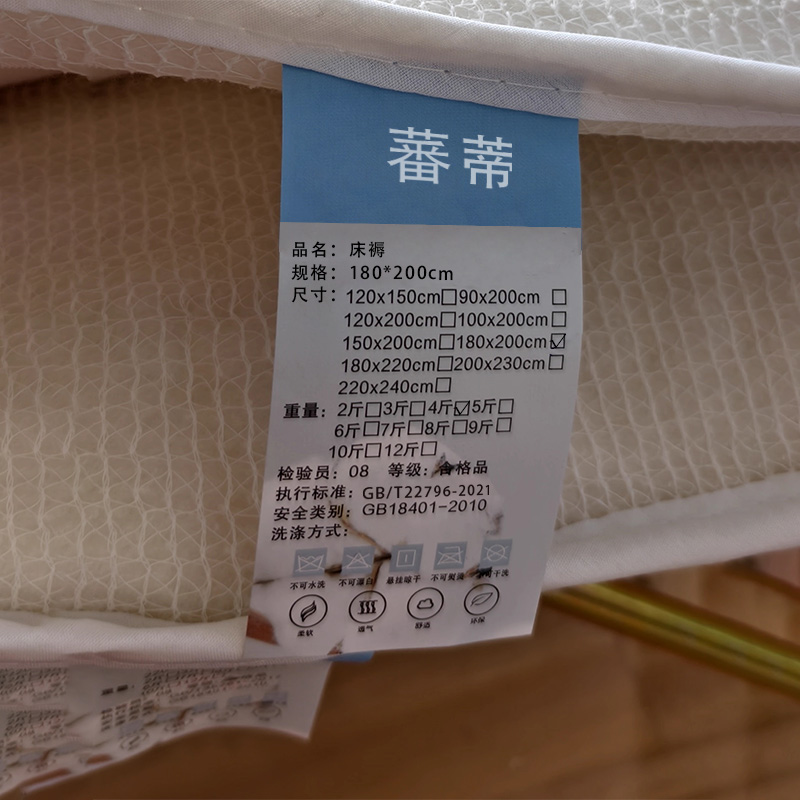 蕃蒂
品名：床褥
规格：180*200cm
尺寸：120x150cm□90x200cm □
120x200cm□100x200cm□
150x200cm□180x200cm☑
180x220cm□200x230cm□
220x240cm□
重量：2斤□3斤□4斤☑5斤□
6斤□7斤□8斤□9斤□
10斤□12斤□
检验员：08 等级：合格品
执行标准：GB/T22796-2021
安全类别：GB18401-2010
洗涤方式：
不可水洗 不可漂白 悬挂晾干 不可熨烫 不可干洗
柔软 透气 舒适 环保